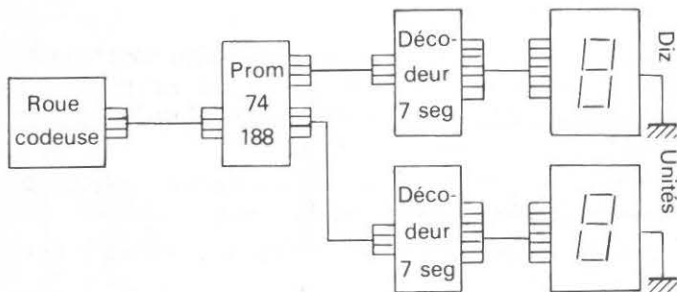 Roue
codeuse
Prom
74
188
Déco-
deur
7 seg
Diz
Déco-
deur
7 seg
Unités